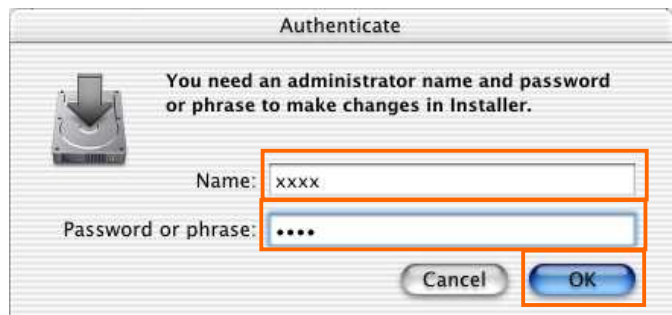 Authenticate
You need an administrator name and password
or phrase to make changes in Installer.
Name: xxxx
Password or phrase: ••••
Cancel OK